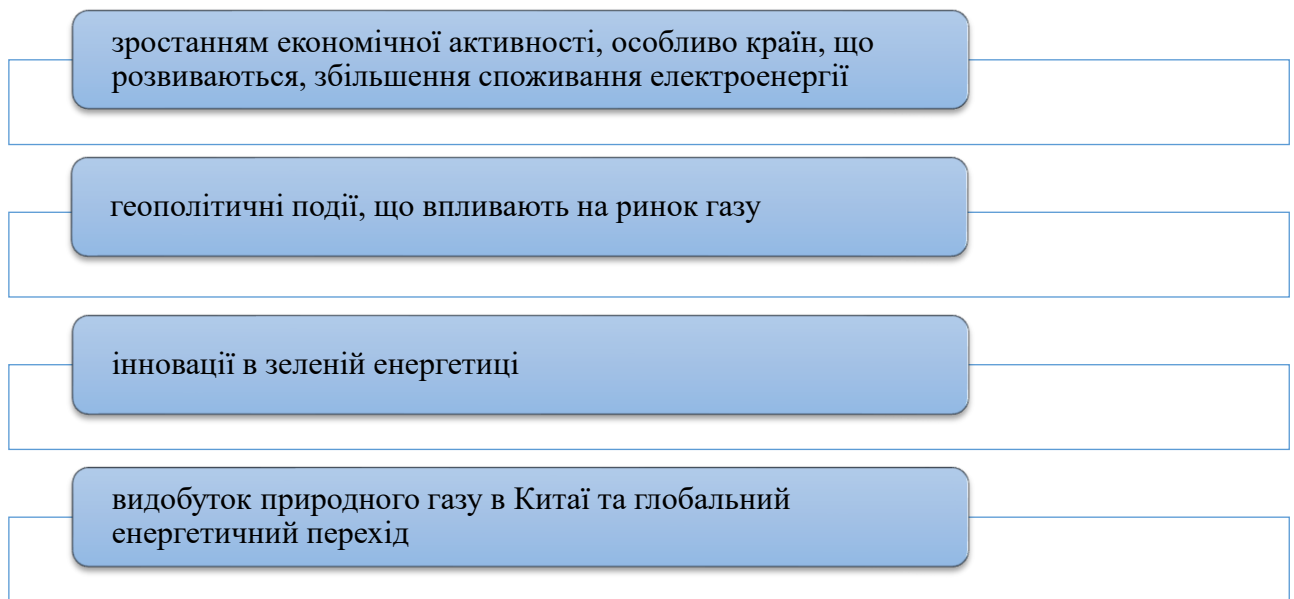 зростанням економічної активності, особливо країн, що
розвиваються, збільшення споживання електроенергії
геополітичні події, що впливають на ринок газу
інновації в зеленій енергетиці
видобуток природного газу в Китаї та глобальний
енергетичний перехід